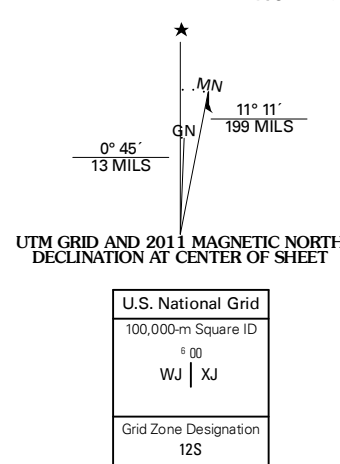 ★
MN
GN
11° 11´
199 MILS
0° 45´
13 MILS
UTM GRID AND 2011 MAGNETIC NORTH
DECLINATION AT CENTER OF SHEET
U.S. National Grid
100,000-m Square ID
6 00
WJ XJ
Grid Zone Designation
12S